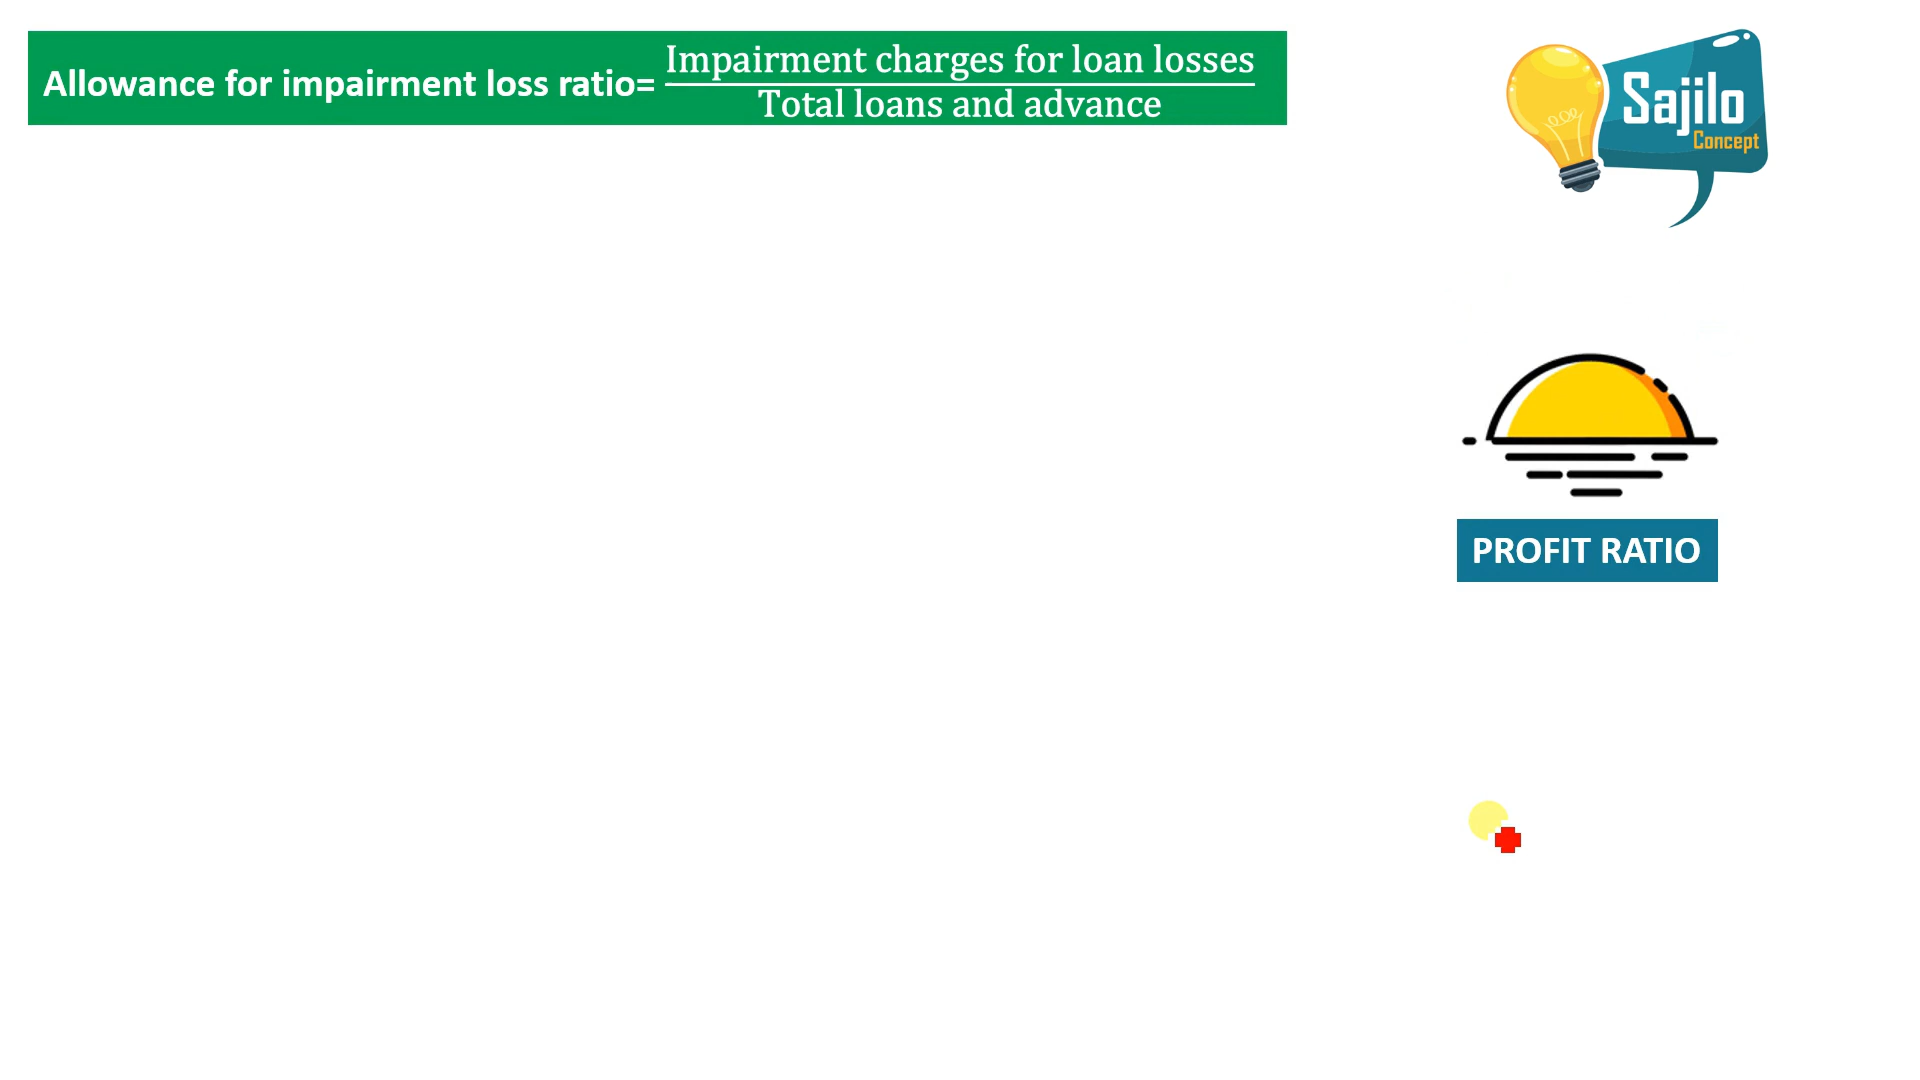 Allowance for impairment loss ratio= Impairment charges for loan losses
Total loans and advance
Sajilo
Concept
PROFIT RATIO